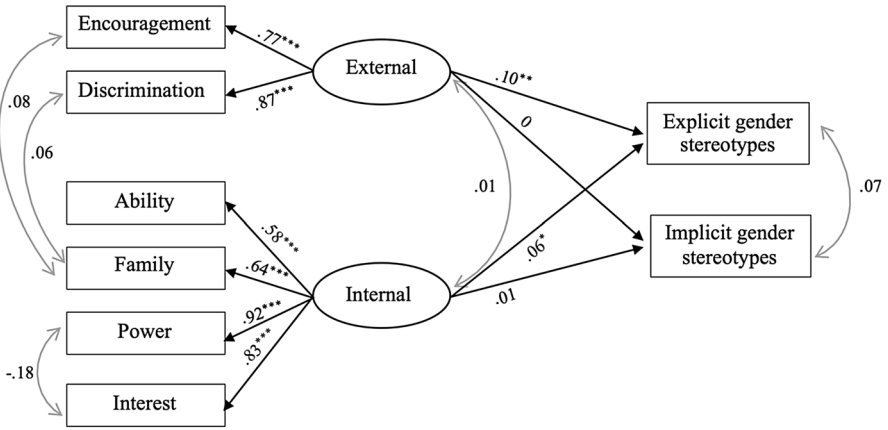 Encouragement
Discrimination
Ability
Family
Power
Interest
.08
.06
-.18
.77***
.87***
.58***
.64***
.92***
.83***
External
Internal
.01
.10**
0
.06*
.01
Explicit gender
stereotypes
Implicit gender
stereotypes
.07